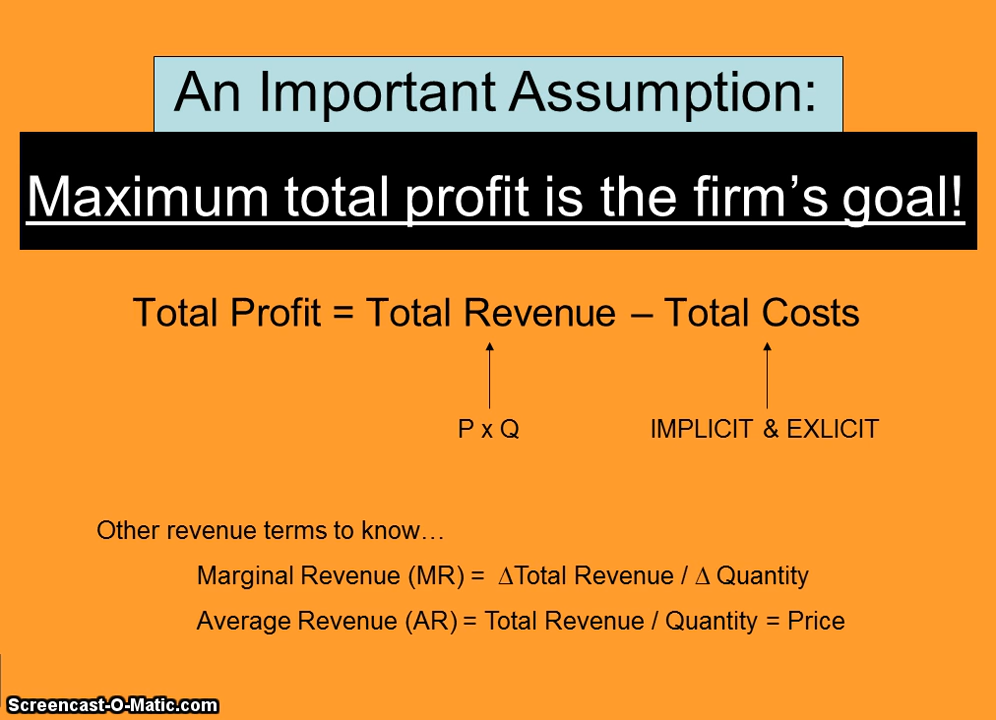 An Important Assumption:
Maximum total profit is the firm’s goal!
Total Profit = Total Revenue – Total Costs
P x Q
IMPLICIT & EXLICIT
Other revenue terms to know…
Marginal Revenue (MR) = ∆Total Revenue / ∆ Quantity
Average Revenue (AR) = Total Revenue / Quantity = Price
Screencast-O-Matic.com